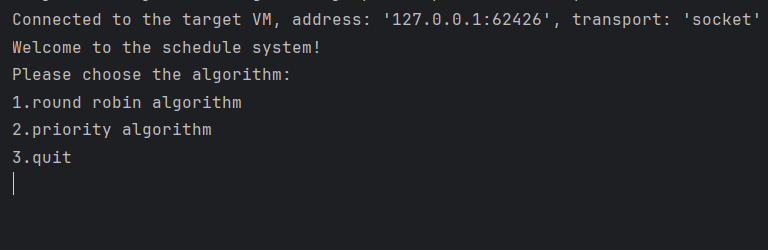 Connected to the target VM, address: '127.0.0.1:62426', transport: 'socket'
Welcome to the schedule system!
Please choose the algorithm:
1.round robin algorithm
2.priority algorithm
3.quit